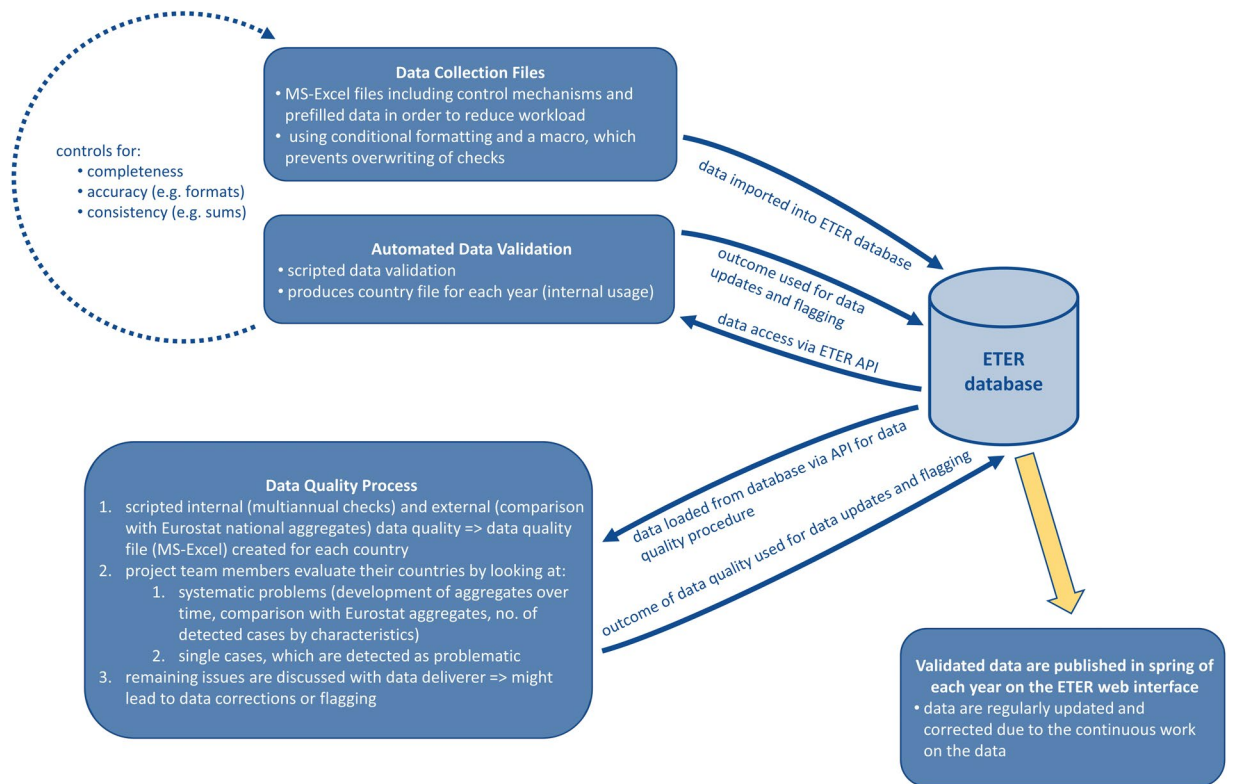 Data Collection Files
• MS-Excel files including control mechanisms and
prefilled data in order to reduce workload
• using conditional formatting and a macro, which
prevents overwriting of checks
controls for:
• completeness
• accuracy (e.g. formats)
• consistency (e.g. sums)
data imported into ETER database
Automated Data Validation
• scripted data validation
• produces country file for each year (internal usage)
outcome used for data
updates and flagging
data access via ETER API
ETER
database
Data Quality Process
1. scripted internal (multiannual checks) and external (comparison
with Eurostat national aggregates) data quality => data quality
file (MS-Excel) created for each country
2. project team members evaluate their countries by looking at:
1. systematic problems (development of aggregates over
time, comparison with Eurostat aggregates, no. of
detected cases by characteristics)
2. single cases, which are detected as problematic
3. remaining issues are discussed with data deliverer => might
lead to data corrections or flagging
data loaded from database via API for data
quality procedure
outcome of data quality used for data updates and flagging
Validated data are published in spring of
each year on the ETER web interface
• data are regularly updated and
corrected due to the continuous work
on the data